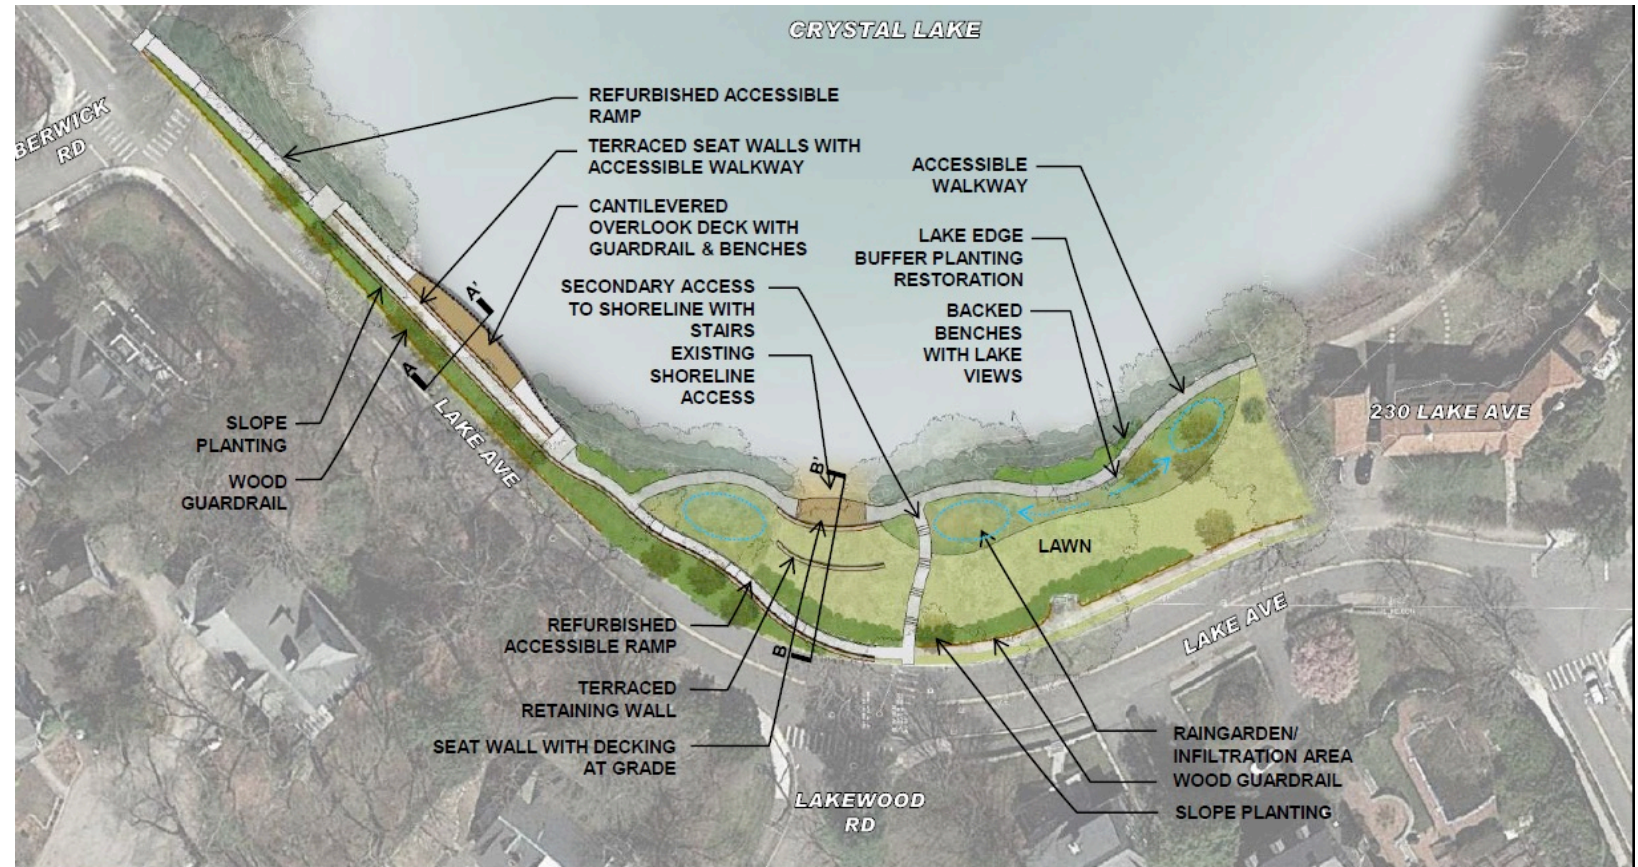 CRYSTAL LAKE
BERWICK
RD
REFURBISHED ACCESSIBLE
RAMP
TERRACED SEAT WALLS WITH
ACCESSIBLE WALKWAY
CANTILEVERED
OVERLOOK DECK WITH
GUARDRAIL & BENCHES
SECONDARY ACCESS
TO SHORELINE WITH
STAIRS
EXISTING
SHORELINE
ACCESS
ACCESSIBLE
WALKWAY
LAKE EDGE
BUFFER PLANTING
RESTORATION
BACKED
BENCHES
WITH LAKE
VIEWS
A'
A
SLOPE
PLANTING
WOOD
GUARDRAIL
LAKE AVE
230 LAKE AVE
B'
B
LAWN
LAKE AVE
REFURBISHED
ACCESSIBLE RAMP
TERRACED
RETAINING WALL
SEAT WALL WITH DECKING
AT GRADE
RAINGARDEN/
INFILTRATION AREA
WOOD GUARDRAIL
SLOPE PLANTING
LAKEWOOD
RD